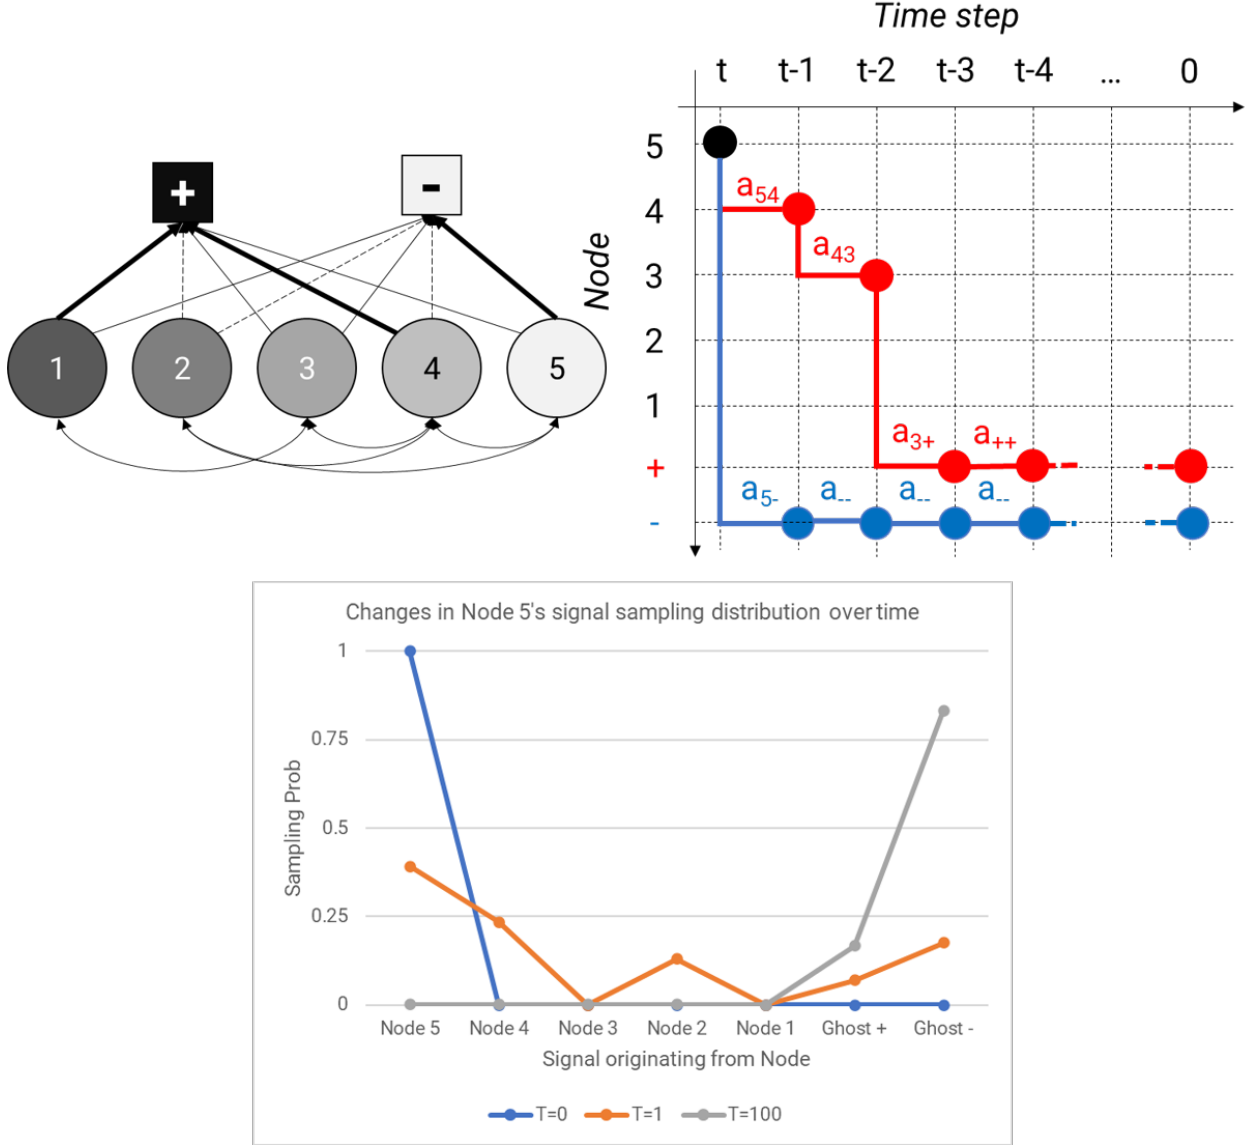 + -
1 2 3 4 5
Time step
t t-1 t-2 t-3 t-4 ... 0
Node
5
4
3
2
1
+
-
a54
a43
a3+ a++
a5- a-- a-- a--
Changes in Node 5's signal sampling distribution over time
Sampling Prob
1
0.75
0.5
0.25
0
Node 5 Node 4 Node 3 Node 2 Node 1 Ghost + Ghost -
Signal originating from Node
T=0 T=1 T=100